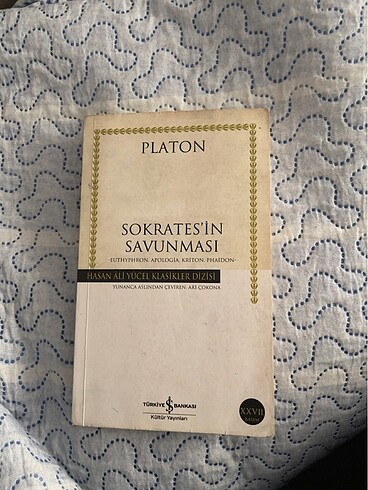 PLATON
SOKRATES'İN
SAVUNMASI
-EUTHYPHRON, APOLOGIA, KRITON, PHAIDON-
HASAN ÂLİ YÜCEL KLASİKLER DİZİSİ
YUNANCA ASLINDAN ÇEVİREN: ARİ ÇOKONA
TÜRKİYE İŞ BANKASI
Kültür Yayınları
XXVII